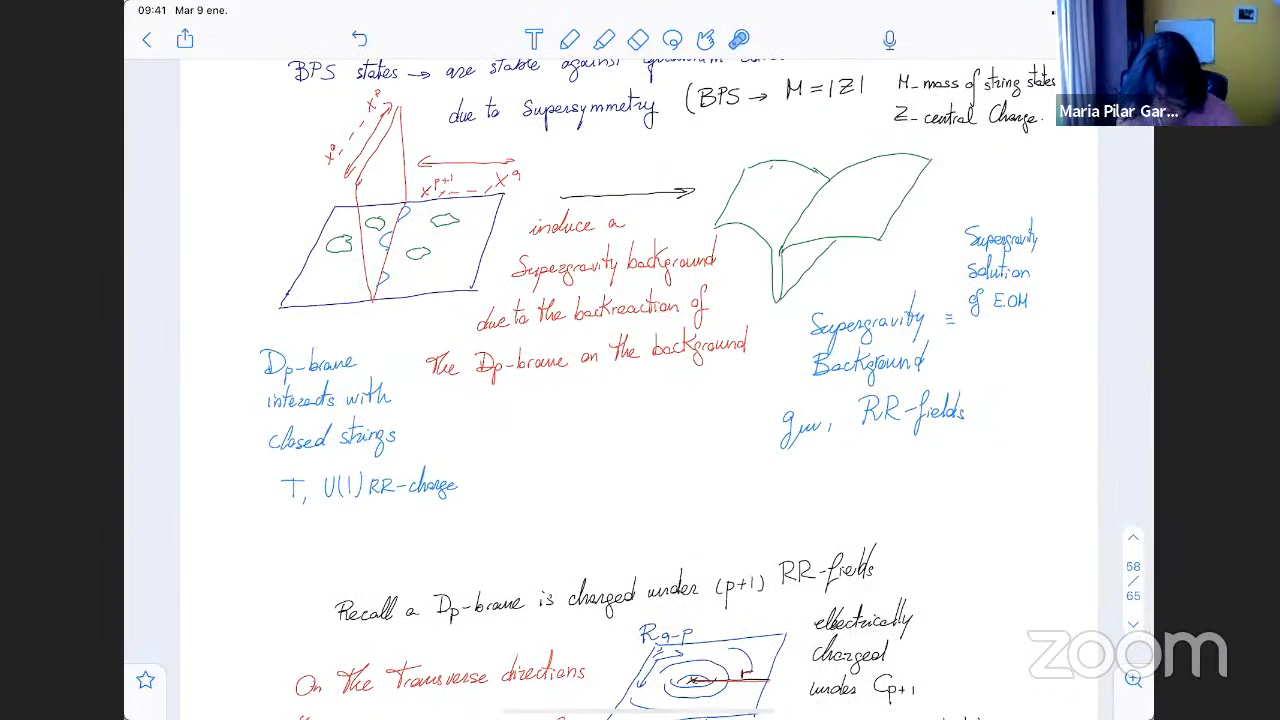 09:41 Mar 9 ene.
BPS states → are stable against
due to Supersymmetry (BPS → M = |Z|
M - mass of string states
Z - central Charge.
Maria Pilar Gar...
X^p
X^0
X^{p+1} - - - X^9
induce a
Supergravity background
due to the backreaction of
The Dp-brane on the background
Supergravity
solution
of E.OM
Supergravity ≡
Background
gμν, RR-fields
Dp-brane
interacts with
closed strings
T, U(1) RR-charge
58
/
65
Recall a Dp-brane is charged under (p+1) RR-fields
electrically
charged
under Cp+1
R9-p
r
On the Transverse directions
zoom